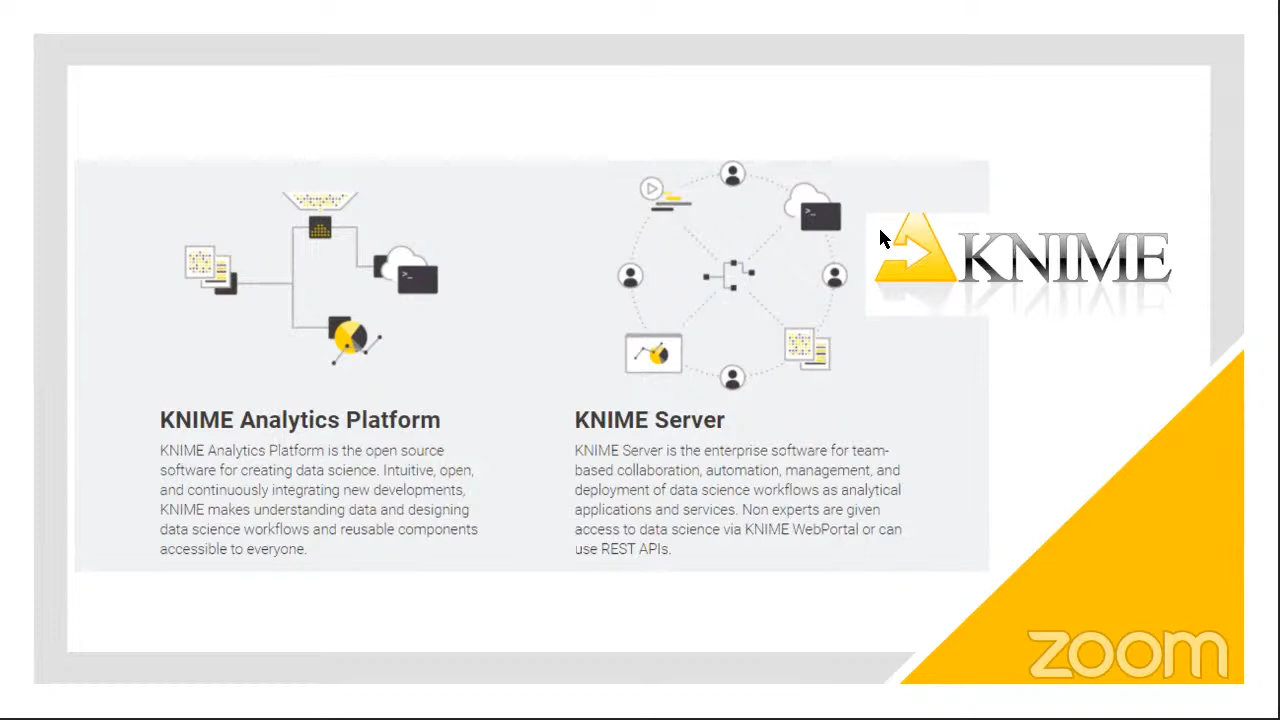 KNIME
KNIME Analytics Platform
KNIME Analytics Platform is the open source
software for creating data science. Intuitive, open,
and continuously integrating new developments,
KNIME makes understanding data and designing
data science workflows and reusable components
accessible to everyone.
KNIME Server
KNIME Server is the enterprise software for team-
based collaboration, automation, management, and
deployment of data science workflows as analytical
applications and services. Non experts are given
access to data science via KNIME WebPortal or can
use REST APIs.
zoom